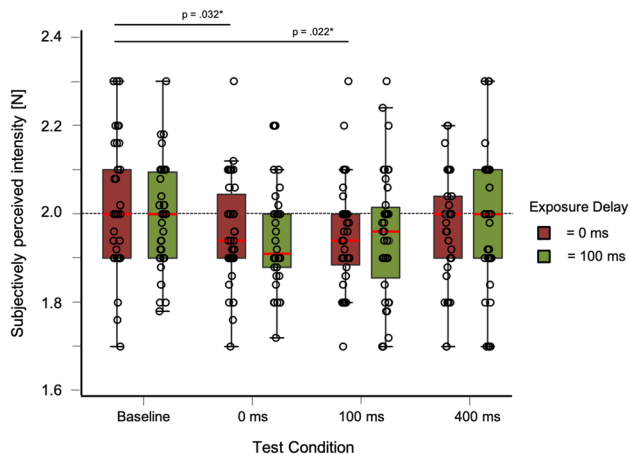 p = .032*
p = .022*
2.4
2.2
2.0
1.8
1.6
Subjectively perceived intensity [N]
Baseline
0 ms
100 ms
400 ms
Test Condition
Exposure Delay
= 0 ms
= 100 ms